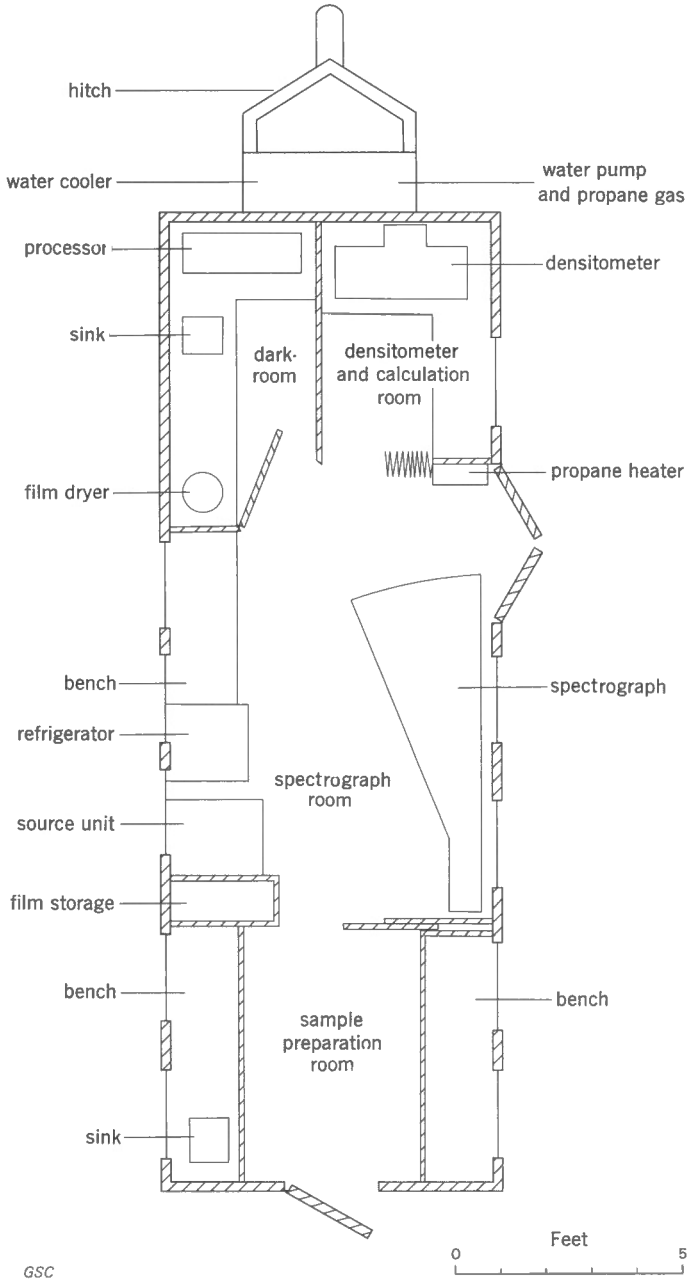 hitch
water cooler
water pump
and propane gas
processor
densitometer
sink
dark-
room
densitometer
and calculation
room
film dryer
propane heater
bench
spectrograph
refrigerator
spectrograph
room
source unit
film storage
bench
bench
sample
preparation
room
sink
Feet
0 5
GSC